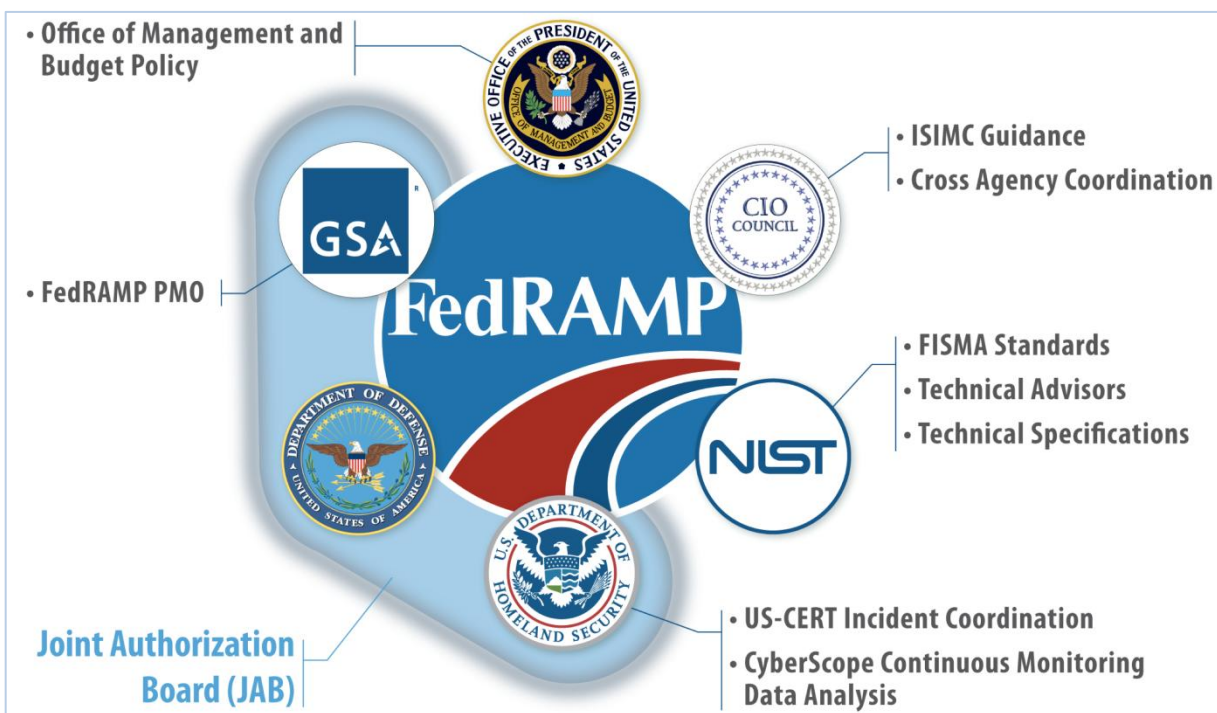 • Office of Management and
Budget Policy
EXECUTIVE OFFICE OF THE PRESIDENT OF THE UNITED STATES
OFFICE OF MANAGEMENT AND BUDGET
• ISIMC Guidance
• Cross Agency Coordination
CIO
COUNCIL
GSA
®
• FedRAMP PMO
FedRAMP
• FISMA Standards
• Technical Advisors
• Technical Specifications
NIST
DEPARTMENT OF DEFENSE
UNITED STATES OF AMERICA
U.S. DEPARTMENT OF
HOMELAND SECURITY
• US-CERT Incident Coordination
• CyberScope Continuous Monitoring
Data Analysis
Joint Authorization
Board (JAB)